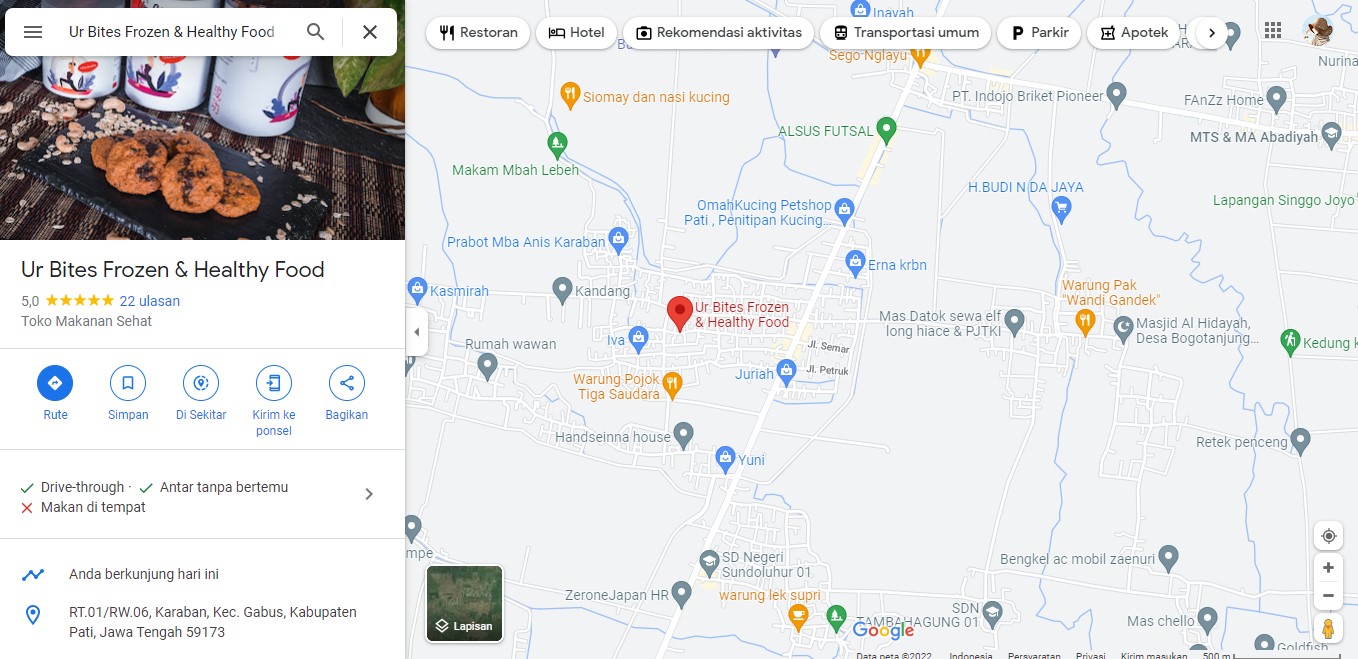 Ur Bites Frozen & Healthy Food
Ur Bites Frozen & Healthy Food
5,0
22 ulasan
Toko Makanan Sehat
Rute
Simpan
Di Sekitar
Kirim ke
ponsel
Bagikan
Drive-through · Antar tanpa bertemu
Makan di tempat
Anda berkunjung hari ini
RT.01/RW.06, Karaban, Kec. Gabus, Kabupaten
Pati, Jawa Tengah 59173
Restoran
Hotel
Rekomendasi aktivitas
Transportasi umum
Parkir
Apotek
Inayah
Sego Nglayu
Nurina
Siomay dan nasi kucing
PT. Indojo Briket Pioneer
FAnZz Home
ALSUS FUTSAL
MTS & MA Abadiyah
Makam Mbah Lebeh
H.BUDI N DA JAYA
Lapangan Singgo Joyo
OmahKucing Petshop
Pati , Penitipan Kucing...
Prabot Mba Anis Karaban
Erna krbn
Kasmirah
Kandang
Warung Pak
"Wandi Gandek"
Ur Bites Frozen
& Healthy Food
Mas Datok sewa elf
long hiace & PJTKI
Masjid Al Hidayah,
Desa Bogotanjung...
Iva
Rumah wawan
Jl. Semar
Kedung k
Juriah
Jl. Petruk
Warung Pojok
Tiga Saudara
Handseinna house
Retek penceng
Yuni
mpe
SD Negeri
Sundoluhur 01
Bengkel ac mobil zaenuri
ZeroneJapan HR
warung lek supri
SDN
TAMBAHAGUNG 01
Mas chello
Goldfish
Lapisan
Google
Data peta ©2022
Indonesia
Persyaratan
Privasi
Kirim masukan
500 m